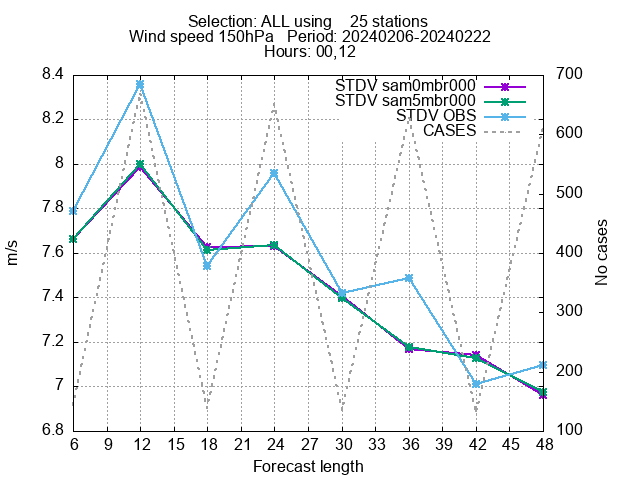 Selection: ALL using    25 stations
Wind speed 150hPa   Period: 20240206-20240222
Hours: 00,12
8.4
8.2
8
7.8
7.6
7.4
7.2
7
6.8
m/s
STDV sam0mbr000
STDV sam5mbr000
STDV OBS
CASES
700
600
500
400
300
200
100
No cases
6 9 12 15 18 21 24 27 30 33 36 39 42 45 48
Forecast length